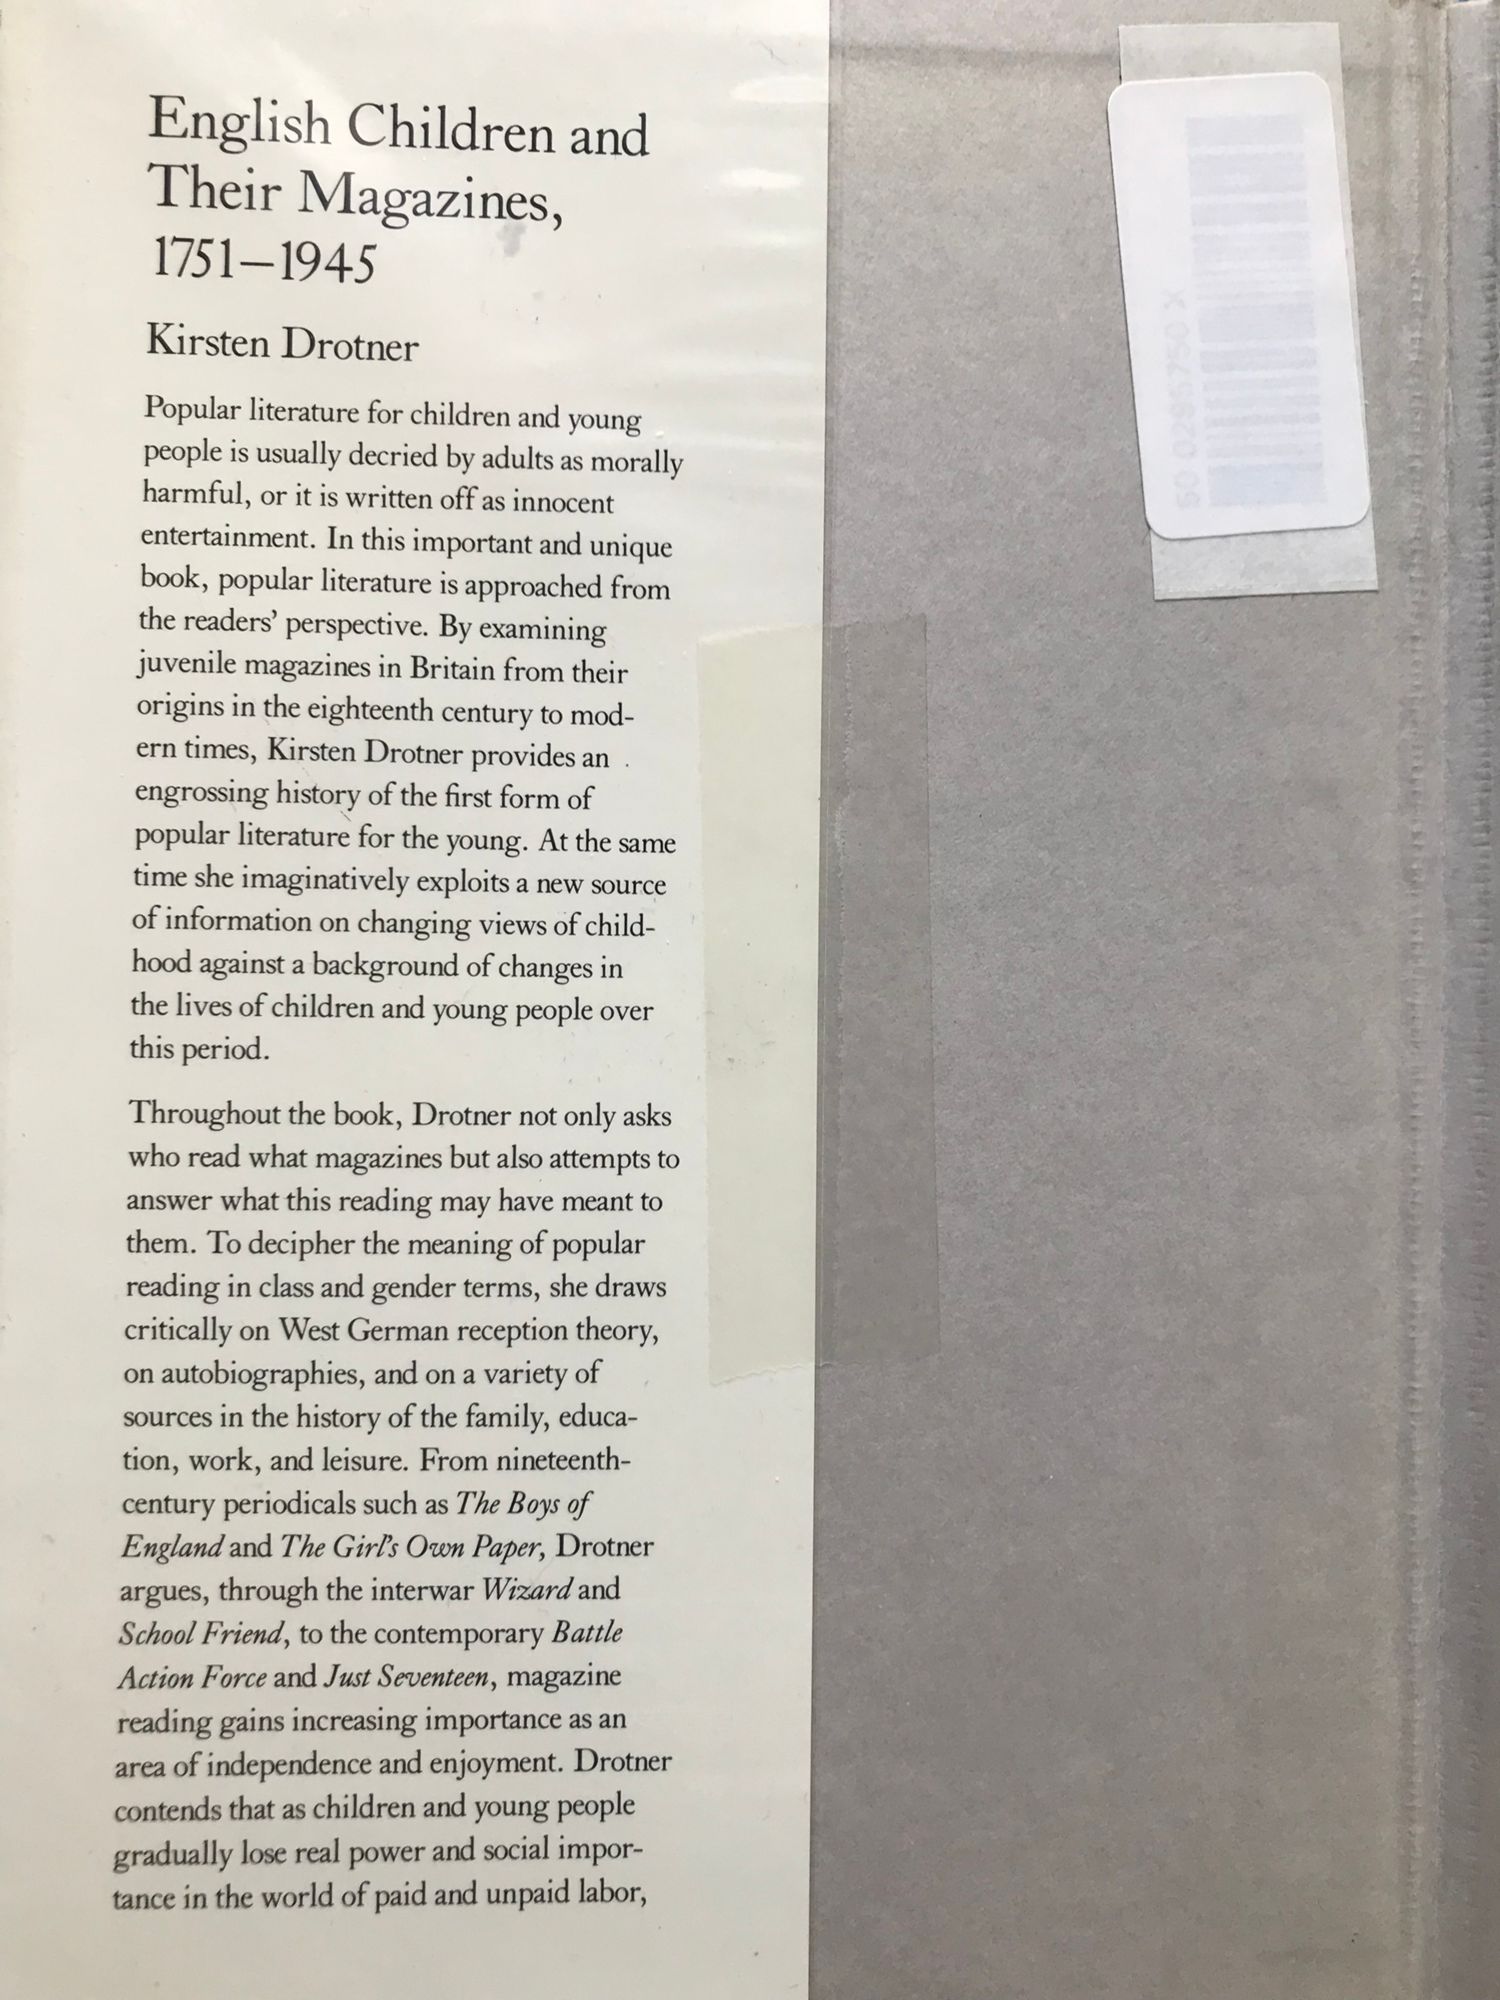 English Children and
Their Magazines,
1751–1945
Kirsten Drotner
Popular literature for children and young
people is usually decried by adults as morally
harmful, or it is written off as innocent
entertainment. In this important and unique
book, popular literature is approached from
the readers' perspective. By examining
juvenile magazines in Britain from their
origins in the eighteenth century to mod-
ern times, Kirsten Drotner provides an
engrossing history of the first form of
popular literature for the young. At the same
time she imaginatively exploits a new source
of information on changing views of child-
hood against a background of changes in
the lives of children and young people over
this period.
Throughout the book, Drotner not only asks
who read what magazines but also attempts to
answer what this reading may have meant to
them. To decipher the meaning of popular
reading in class and gender terms, she draws
critically on West German reception theory,
on autobiographies, and on a variety of
sources in the history of the family, educa-
tion, work, and leisure. From nineteenth-
century periodicals such as The Boys of
England and The Girl's Own Paper, Drotner
argues, through the interwar Wizard and
School Friend, to the contemporary Battle
Action Force and Just Seventeen, magazine
reading gains increasing importance as an
area of independence and enjoyment. Drotner
contends that as children and young people
gradually lose real power and social impor-
tance in the world of paid and unpaid labor,